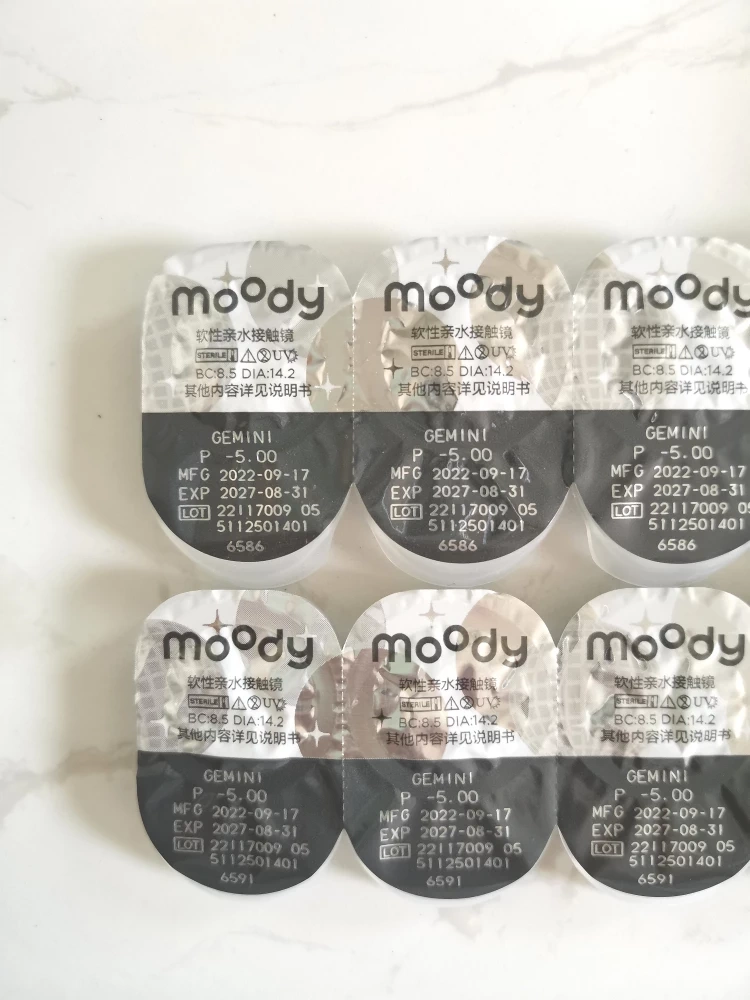 moody
软性亲水接触镜
STERILE UV
BC:8.5 DIA:14.2
其他内容详见说明书
GEMINI
P -5.00
MFG 2022-09-17
EXP 2027-08-31
LOT 22117009 05
5112501401
6586
moody
软性亲水接触镜
STERILE UV
BC:8.5 DIA:14.2
其他内容详见说明书
GEMINI
P -5.00
MFG 2022-09-17
EXP 2027-08-31
LOT 22117009 05
5112501401
6586
moody
软性亲水接触镜
STERILE UV
BC:8.5 DIA:14.2
其他内容详见说明书
GEMINI
P -5.00
MFG 2022-09-17
EXP 2027-08-31
LOT 22117009 05
5112501401
6586
moody
软性亲水接触镜
STERILE UV
BC:8.5 DIA:14.2
其他内容详见说明书
GEMINI
P -5.00
MFG 2022-09-17
EXP 2027-08-31
LOT 22117009 05
5112501401
6591
moody
软性亲水接触镜
STERILE UV
BC:8.5 DIA:14.2
其他内容详见说明书
GEMINI
P -5.00
MFG 2022-09-17
EXP 2027-08-31
LOT 22117009 05
5112501401
6591
moody
软性亲水接触镜
STERILE UV
BC:8.5 DIA:14.2
其他内容详见说明书
GEMINI
P -5.00
MFG 2022-09-17
EXP 2027-08-31
LOT 22117009 05
5112501401
6591